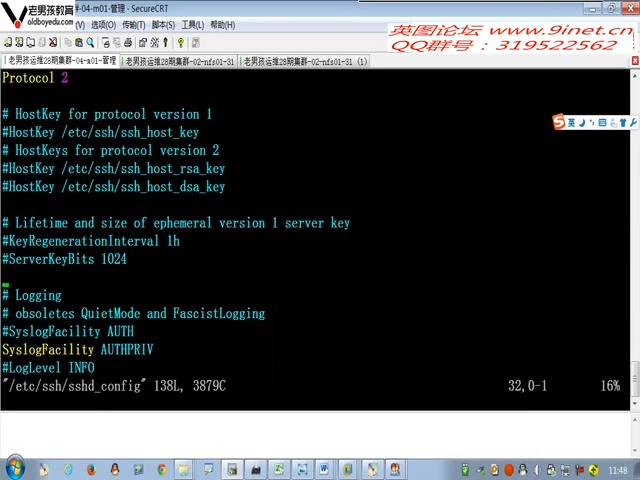 老男孩教育
oldboyedu.com
#-04-m01-管理 - SecureCRT
(V) 选项(O) 传输(T) 脚本(S) 工具(L) 帮助(H)
英图论坛 www.9inet.cn
QQ群号：319522562
老男孩运维28期集群-04-m01-管理 老男孩运维28期集群-02-nfs01-31 老男孩运维28期集群-02-nfs01-31 (1)
Protocol 2
# HostKey for protocol version 1
#HostKey /etc/ssh/ssh_host_key
# HostKeys for protocol version 2
#HostKey /etc/ssh/ssh_host_rsa_key
#HostKey /etc/ssh/ssh_host_dsa_key
英
# Lifetime and size of ephemeral version 1 server key
#KeyRegenerationInterval 1h
#ServerKeyBits 1024
# Logging
# obsoletes QuietMode and FascistLogging
#SyslogFacility AUTH
SyslogFacility AUTHPRIV
#LogLevel INFO
"/etc/ssh/sshd_config" 138L, 3879C 32,0-1 16%
11:48